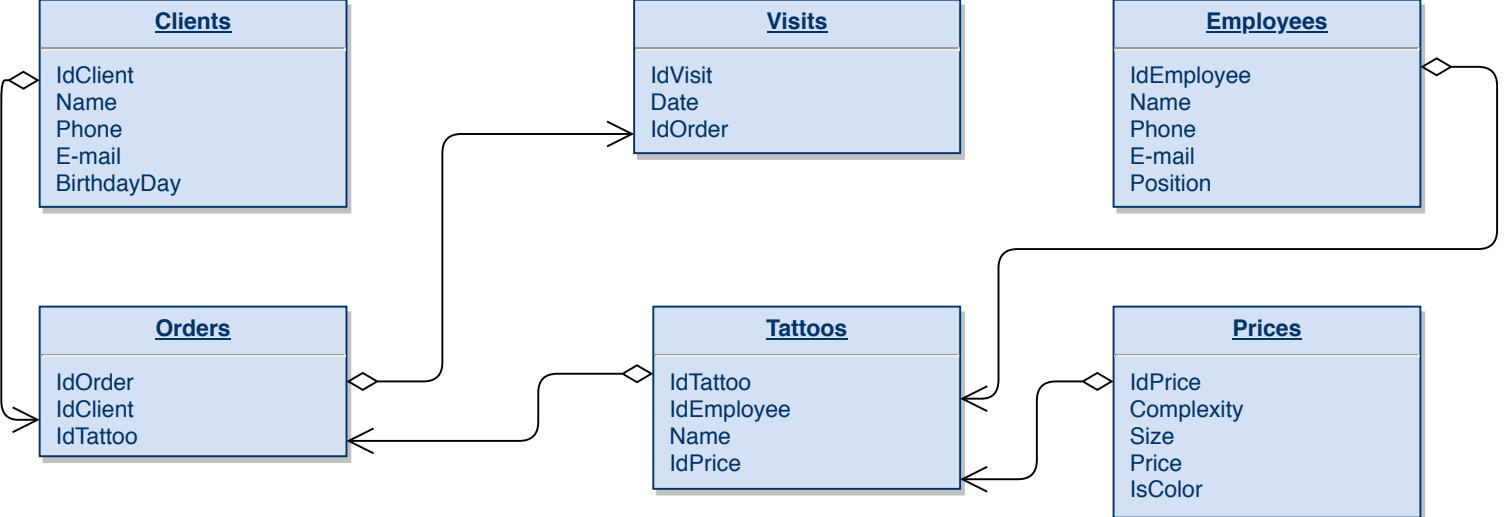 Clients
IdClient
Name
Phone
E-mail
BirthdayDay
Visits
IdVisit
Date
IdOrder
Employees
IdEmployee
Name
Phone
E-mail
Position
Orders
IdOrder
IdClient
IdTattoo
Tattoos
IdTattoo
IdEmployee
Name
IdPrice
Prices
IdPrice
Complexity
Size
Price
IsColor